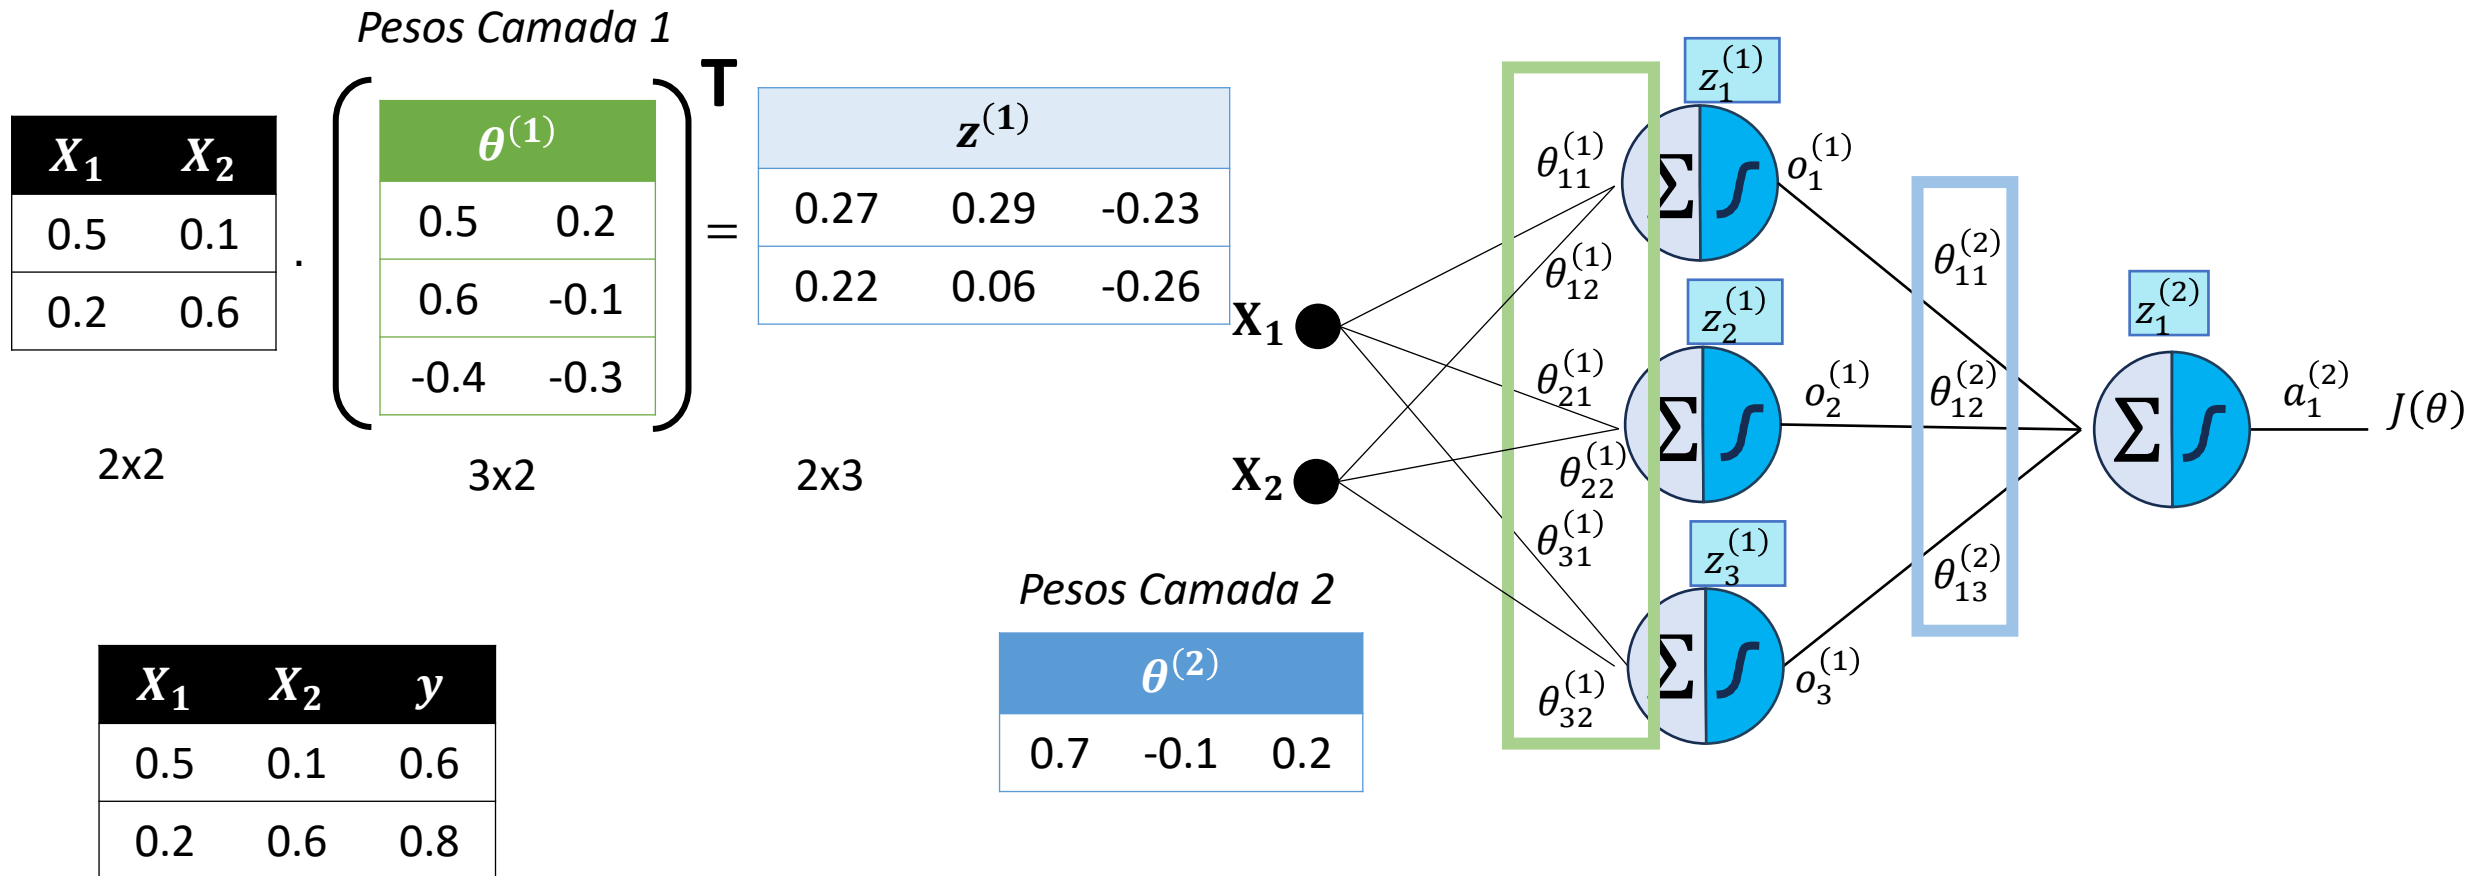 Pesos Camada 1
X₁ X₂
0.5 0.1
0.2 0.6
.
θ⁽¹⁾
0.5 0.2
0.6 -0.1
-0.4 -0.3
T
=
z⁽¹⁾
0.27 0.29 -0.23
0.22 0.06 -0.26
2x2
3x2
2x3
X₁ X₂ y
0.5 0.1 0.6
0.2 0.6 0.8
Pesos Camada 2
θ⁽²⁾
0.7 -0.1 0.2
X₁
X₂
θ₁₁⁽¹⁾
θ₁₂⁽¹⁾
θ₂₁⁽¹⁾
θ₂₂⁽¹⁾
θ₃₁⁽¹⁾
θ₃₂⁽¹⁾
z₁⁽¹⁾
Σ ∫
o₁⁽¹⁾
z₂⁽¹⁾
Σ ∫
o₂⁽¹⁾
z₃⁽¹⁾
Σ ∫
o₃⁽¹⁾
θ₁₁⁽²⁾
θ₁₂⁽²⁾
θ₁₃⁽²⁾
z₁⁽²⁾
Σ ∫
a₁⁽²⁾
J(θ)